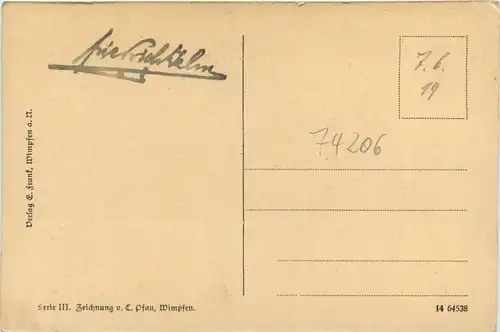 7. 6.
19
74206
Verlag E. Frank, Wimpfen a. N.
Serie III. Zeichnung v. C. Pfau, Wimpfen.
14 64538